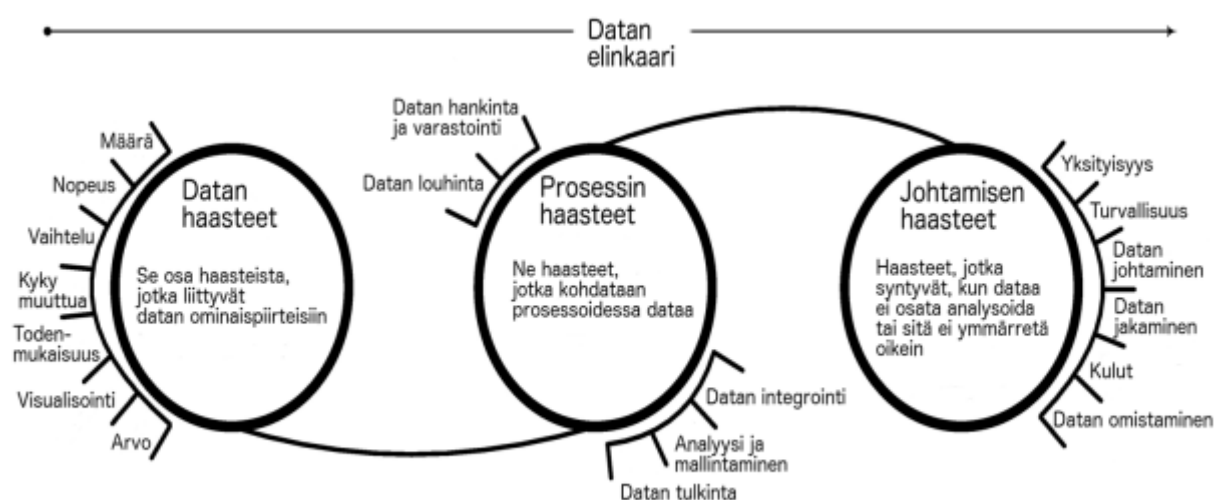 Datan
elinkaari
Määrä
Nopeus
Vaihtelu
Kyky
muuttua
Toden-
mukaisuus
Visualisointi
Arvo
Datan
haasteet
Se osa haasteista,
jotka liittyvät
datan ominaispiirteisiin
Datan hankinta
ja varastointi
Datan louhinta
Prosessin
haasteet
Ne haasteet,
jotka kohdataan
prosessoidessa dataa
Datan integrointi
Analyysi ja
mallintaminen
Datan tulkinta
Johtamisen
haasteet
Haasteet, jotka
syntyvät, kun dataa
ei osata analysoida
tai sitä ei ymmärretä
oikein
Yksityisyys
Turvallisuus
Datan
johtaminen
Datan
jakaminen
Kulut
Datan omistaminen